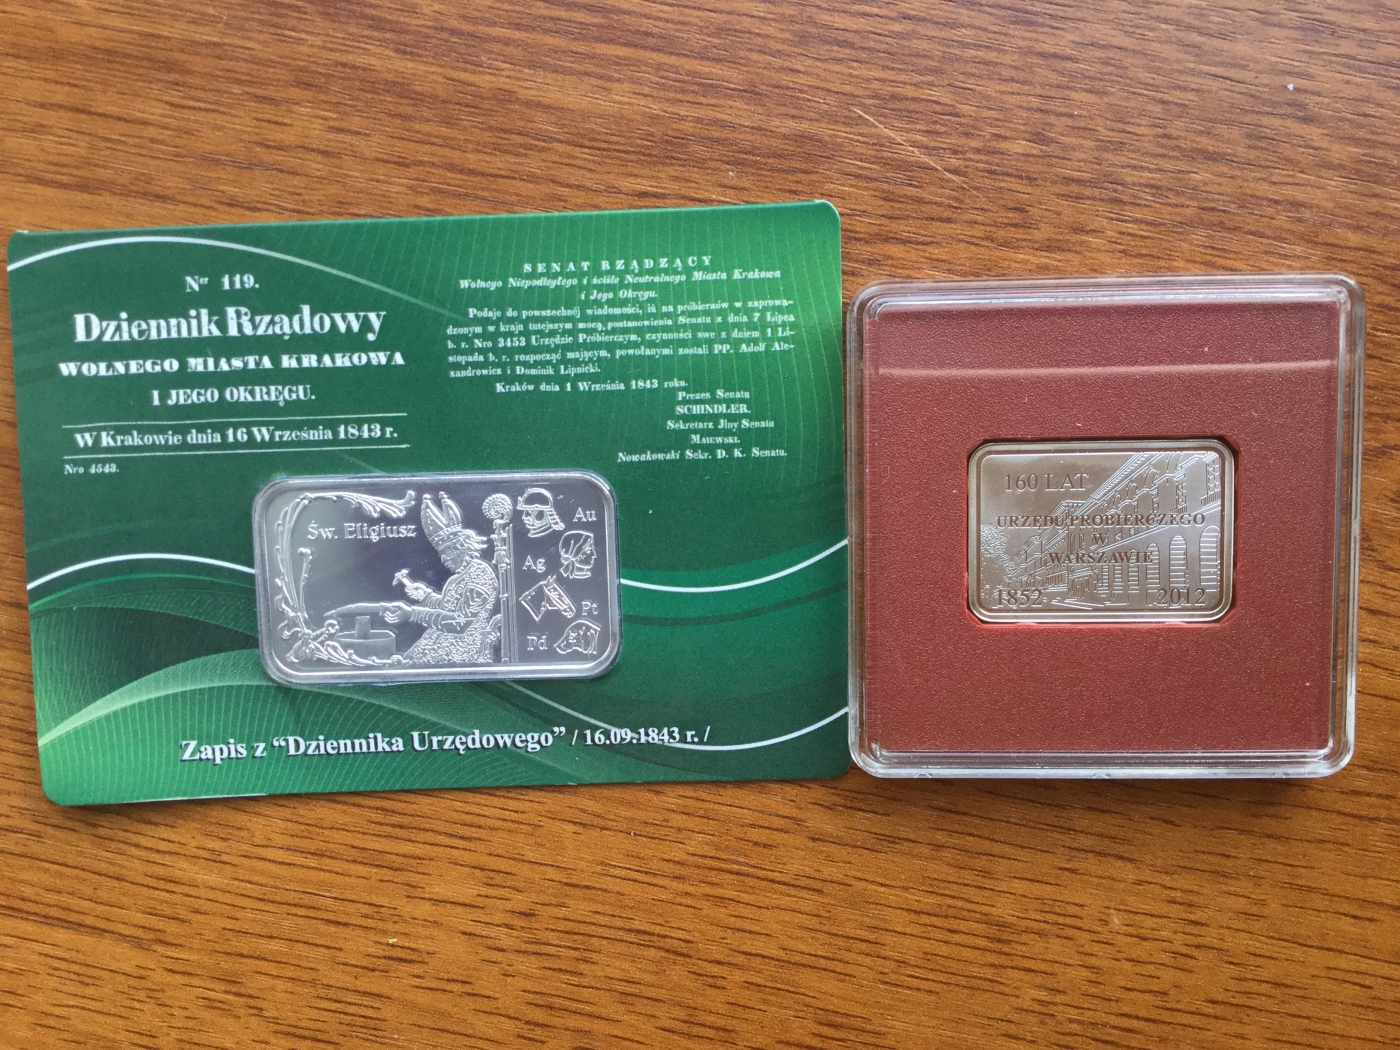 Ner 119.
Dziennik Rządowy
WOLNEGO MIASTA KRAKOWA
I JEGO OKRĘGU.
W Krakowie dnia 16 Września 1843 r.
Nro 4543.
SENAT RZĄDZĄCY
Wolnego Niepodległego i ściśle Neutralnego Miasta Krakowa
i Jego Okręgu.
Podaje do powszechnej wiadomości, iż na próbierzów w zaprowa-
dzonym w kraju tutejszym mocą postanowienia Senatu z dnia 7 Lipca
b. r. Nro 3453 Urzędzie Próbierczym, czynności swe z dniem 1 Li-
stopada b. r. rozpocząć mającym, powołanymi zostali PP. Adolf Ale-
xandrowicz i Dominik Lipnicki.
Kraków dnia 1 Września 1843 roku.
Prezes Senatu
SCHINDLER.
Sekretarz Jlny Senatu
MAIEWSKI.
Nowakowski Sekr. D. K. Senatu.
Św. Eligiusz
Au
Ag
Pt
Pd
Zapis z “Dziennika Urzędowego” / 16.09.1843 r. /
160 LAT
URZĘDU PROBIERCZEGO
W
WARSZAWIE
1852
2012